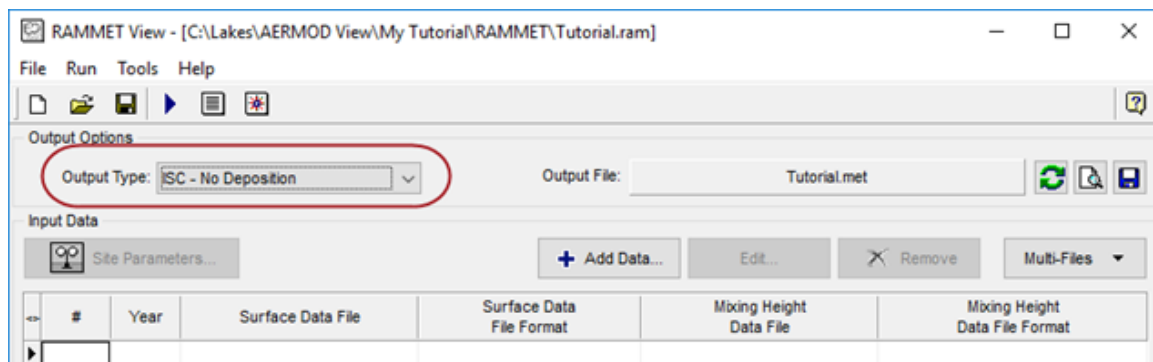 RAMMET View - [C:\Lakes\AERMOD View\My Tutorial\RAMMET\Tutorial.ram]
File Run Tools Help
Output Options
Output Type: ISC - No Deposition Output File: Tutorial.met
Input Data
Site Parameters... Add Data... Edit... Remove Multi-Files
# Year Surface Data File Surface Data File Format Mixing Height Data File Mixing Height Data File Format